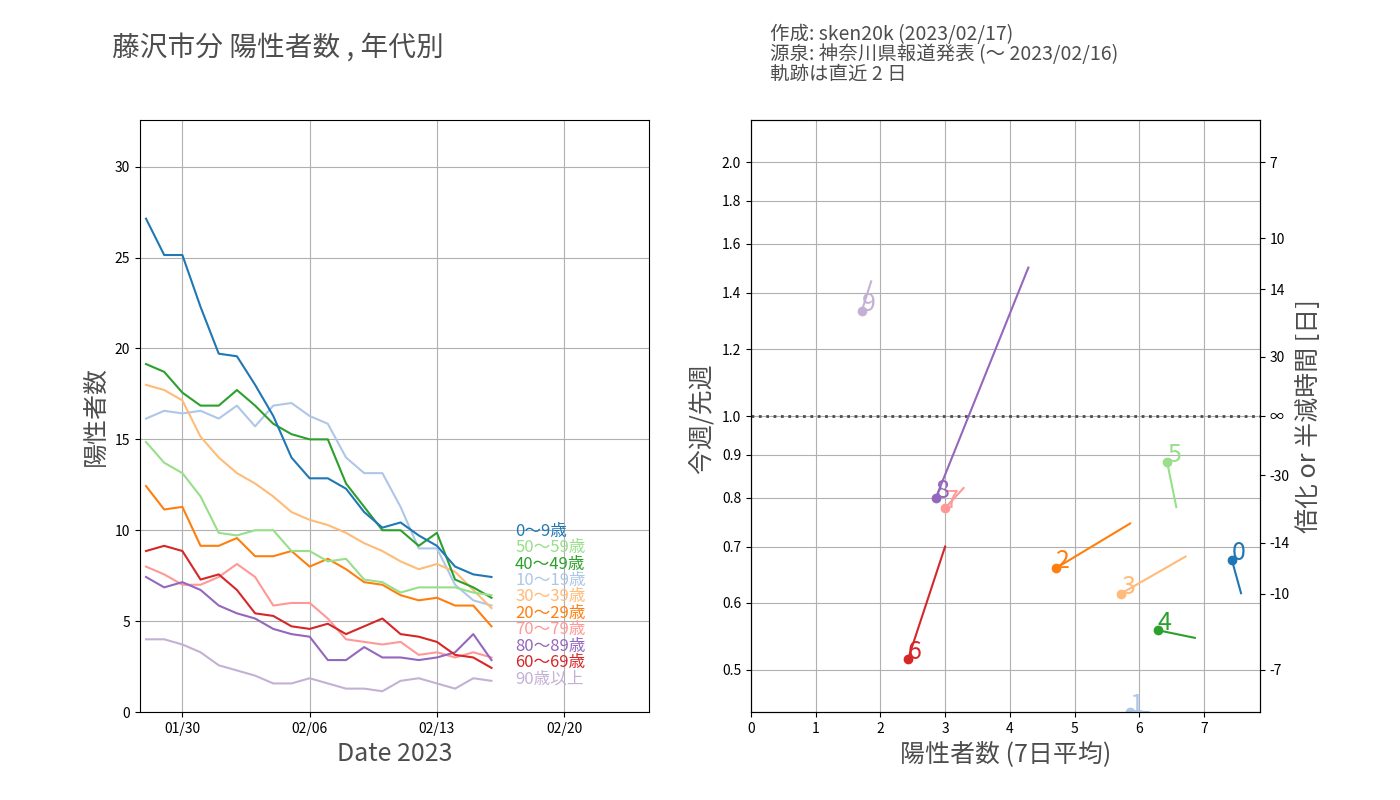 藤沢市分 陽性者数 , 年代別
作成: sken20k (2023/02/17)
源泉: 神奈川県報道発表 (～ 2023/02/16)
軌跡は直近 2 日
陽性者数
30
25
20
15
10
5
0
01/30
02/06
02/13
02/20
Date 2023
0～9歳
50～59歳
40～49歳
10～19歳
30～39歳
20～29歳
70～79歳
80～89歳
60～69歳
90歳以上
今週/先週
2.0
1.8
1.6
1.4
1.2
1.0
0.9
0.8
0.7
0.6
0.5
9
5
8
7
0
2
3
4
6
1
0
1
2
3
4
5
6
7
陽性者数 (7日平均)
7
10
14
30
∞
-30
-14
-10
-7
倍化 or 半減時間 [日]